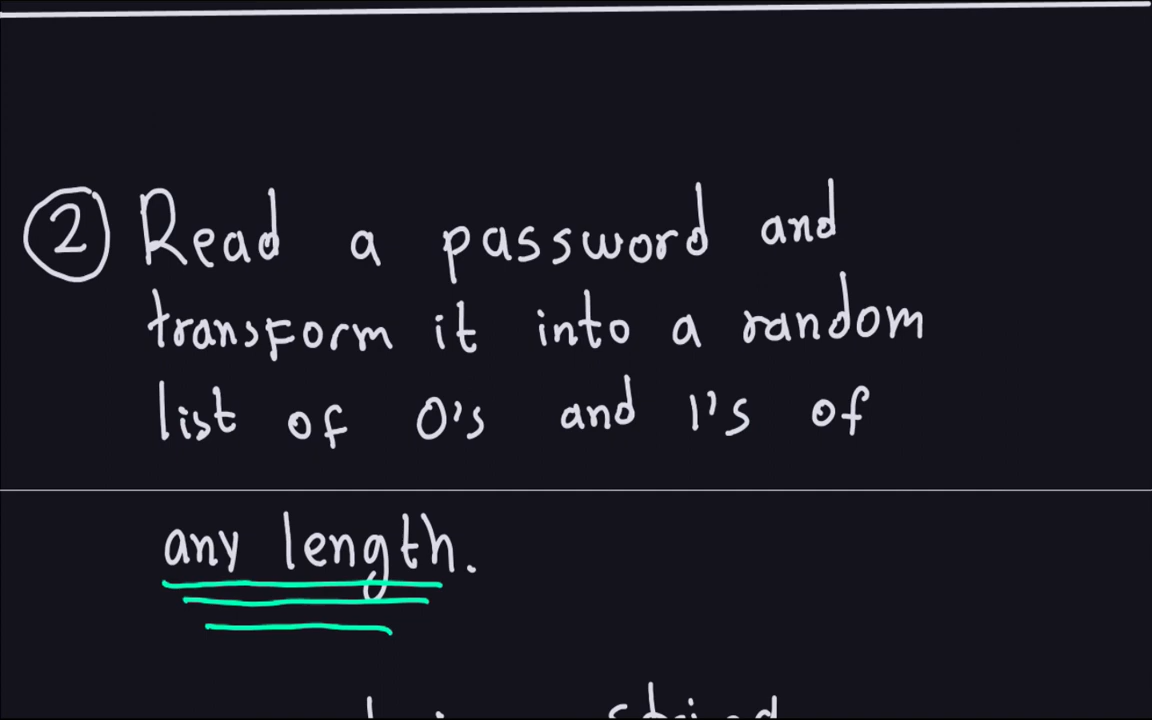 ② Read a password and
transform it into a random
list of 0's and 1's of
any length.